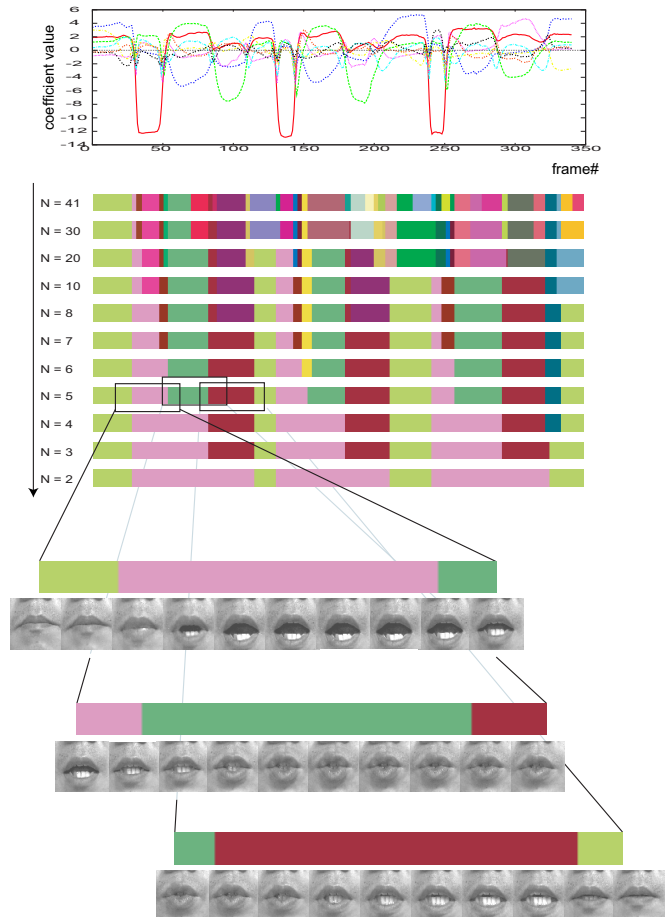 6
4
2
0
-2
-4
-6
-8
-10
-12
-14
coefficient value
0 50 100 150 200 250 300 350
frame#
N = 41
N = 30
N = 20
N = 10
N = 8
N = 7
N = 6
N = 5
N = 4
N = 3
N = 2